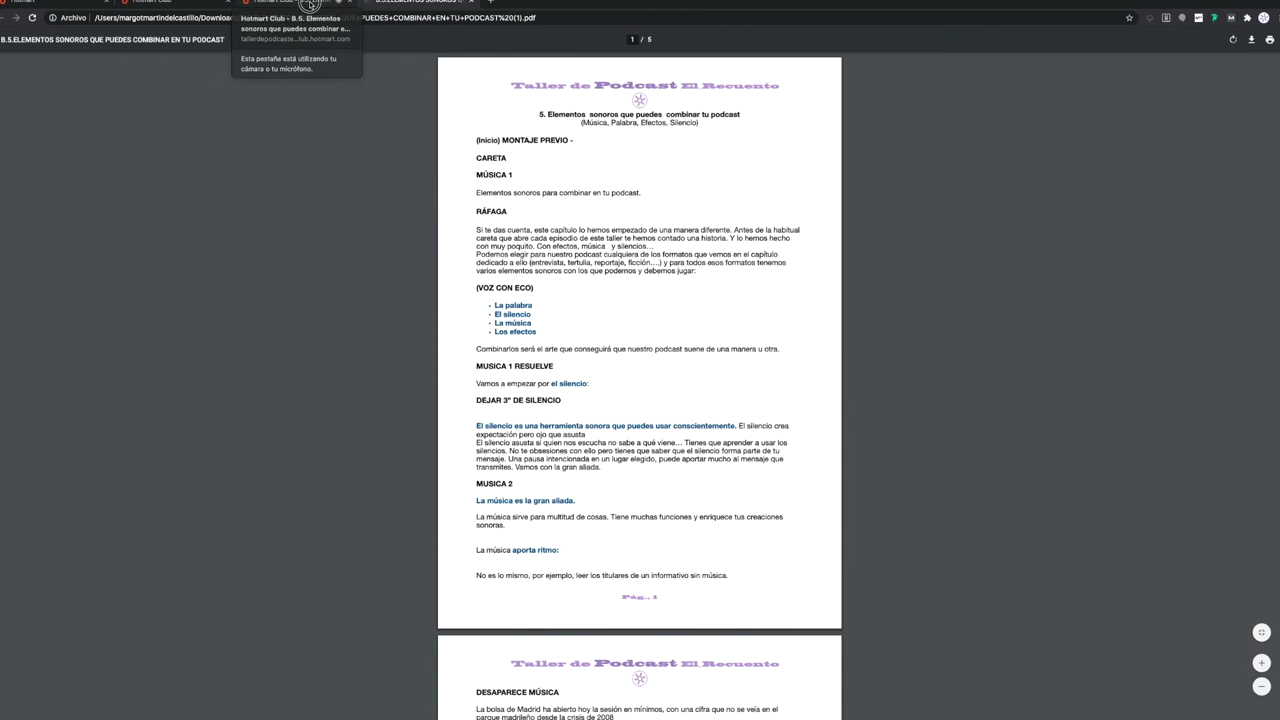 Hotmart
Hotmart Club
B.5.ELEMENTOS SONOROS
Archivo /Users/margotmartindelcastillo/Downloa
PUEDES+COMBINAR+EN+TU+PODCAST%20(1).pdf
Hotmart Club - B.5. Elementos
sonoros que puedes combinar e...
tallerdepodcaste...lub.hotmart.com
Esta pestaña está utilizando tu
cámara o tu micrófono.
B.5.ELEMENTOS SONOROS QUE PUEDES COMBINAR EN TU PODCAST
1 / 5
Taller de Podcast El Recuento
5. Elementos sonoros que puedes combinar tu podcast
(Música, Palabra, Efectos, Silencio)
(Inicio) MONTAJE PREVIO -
CARETA
MÚSICA 1
Elementos sonoros para combinar en tu podcast.
RÁFAGA
Si te das cuenta, este capítulo lo hemos empezado de una manera diferente. Antes de la habitual
careta que abre cada episodio de este taller te hemos contado una historia. Y lo hemos hecho
con muy poquito. Con efectos, música y silencios…
Podemos elegir para nuestro podcast cualquiera de los formatos que vemos en el capítulo
dedicado a ello (entrevista, tertulia, reportaje, ficción….) y para todos esos formatos tenemos
varios elementos sonoros con los que podemos y debemos jugar:
(VOZ CON ECO)
• La palabra
• El silencio
• La música
• Los efectos
Combinarlos será el arte que conseguirá que nuestro podcast suene de una manera u otra.
MUSICA 1 RESUELVE
Vamos a empezar por el silencio:
DEJAR 3” DE SILENCIO
El silencio es una herramienta sonora que puedes usar conscientemente. El silencio crea
expectación pero ojo que asusta
El silencio asusta si quien nos escucha no sabe a qué viene… Tienes que aprender a usar los
silencios. No te obsesiones con ello pero tienes que saber que el silencio forma parte de tu
mensaje. Una pausa intencionada en un lugar elegido, puede aportar mucho al mensaje que
transmites. Vamos con la gran aliada.
MUSICA 2
La música es la gran aliada.
La música sirve para multitud de cosas. Tiene muchas funciones y enriquece tus creaciones
sonoras.
La música aporta ritmo:
No es lo mismo, por ejemplo, leer los titulares de un informativo sin música.
Pág.. 1
Taller de Podcast El Recuento
DESAPARECE MÚSICA
La bolsa de Madrid ha abierto hoy la sesión en mínimos, con una cifra que no se veía en el
parque madrileño desde la crisis de 2008